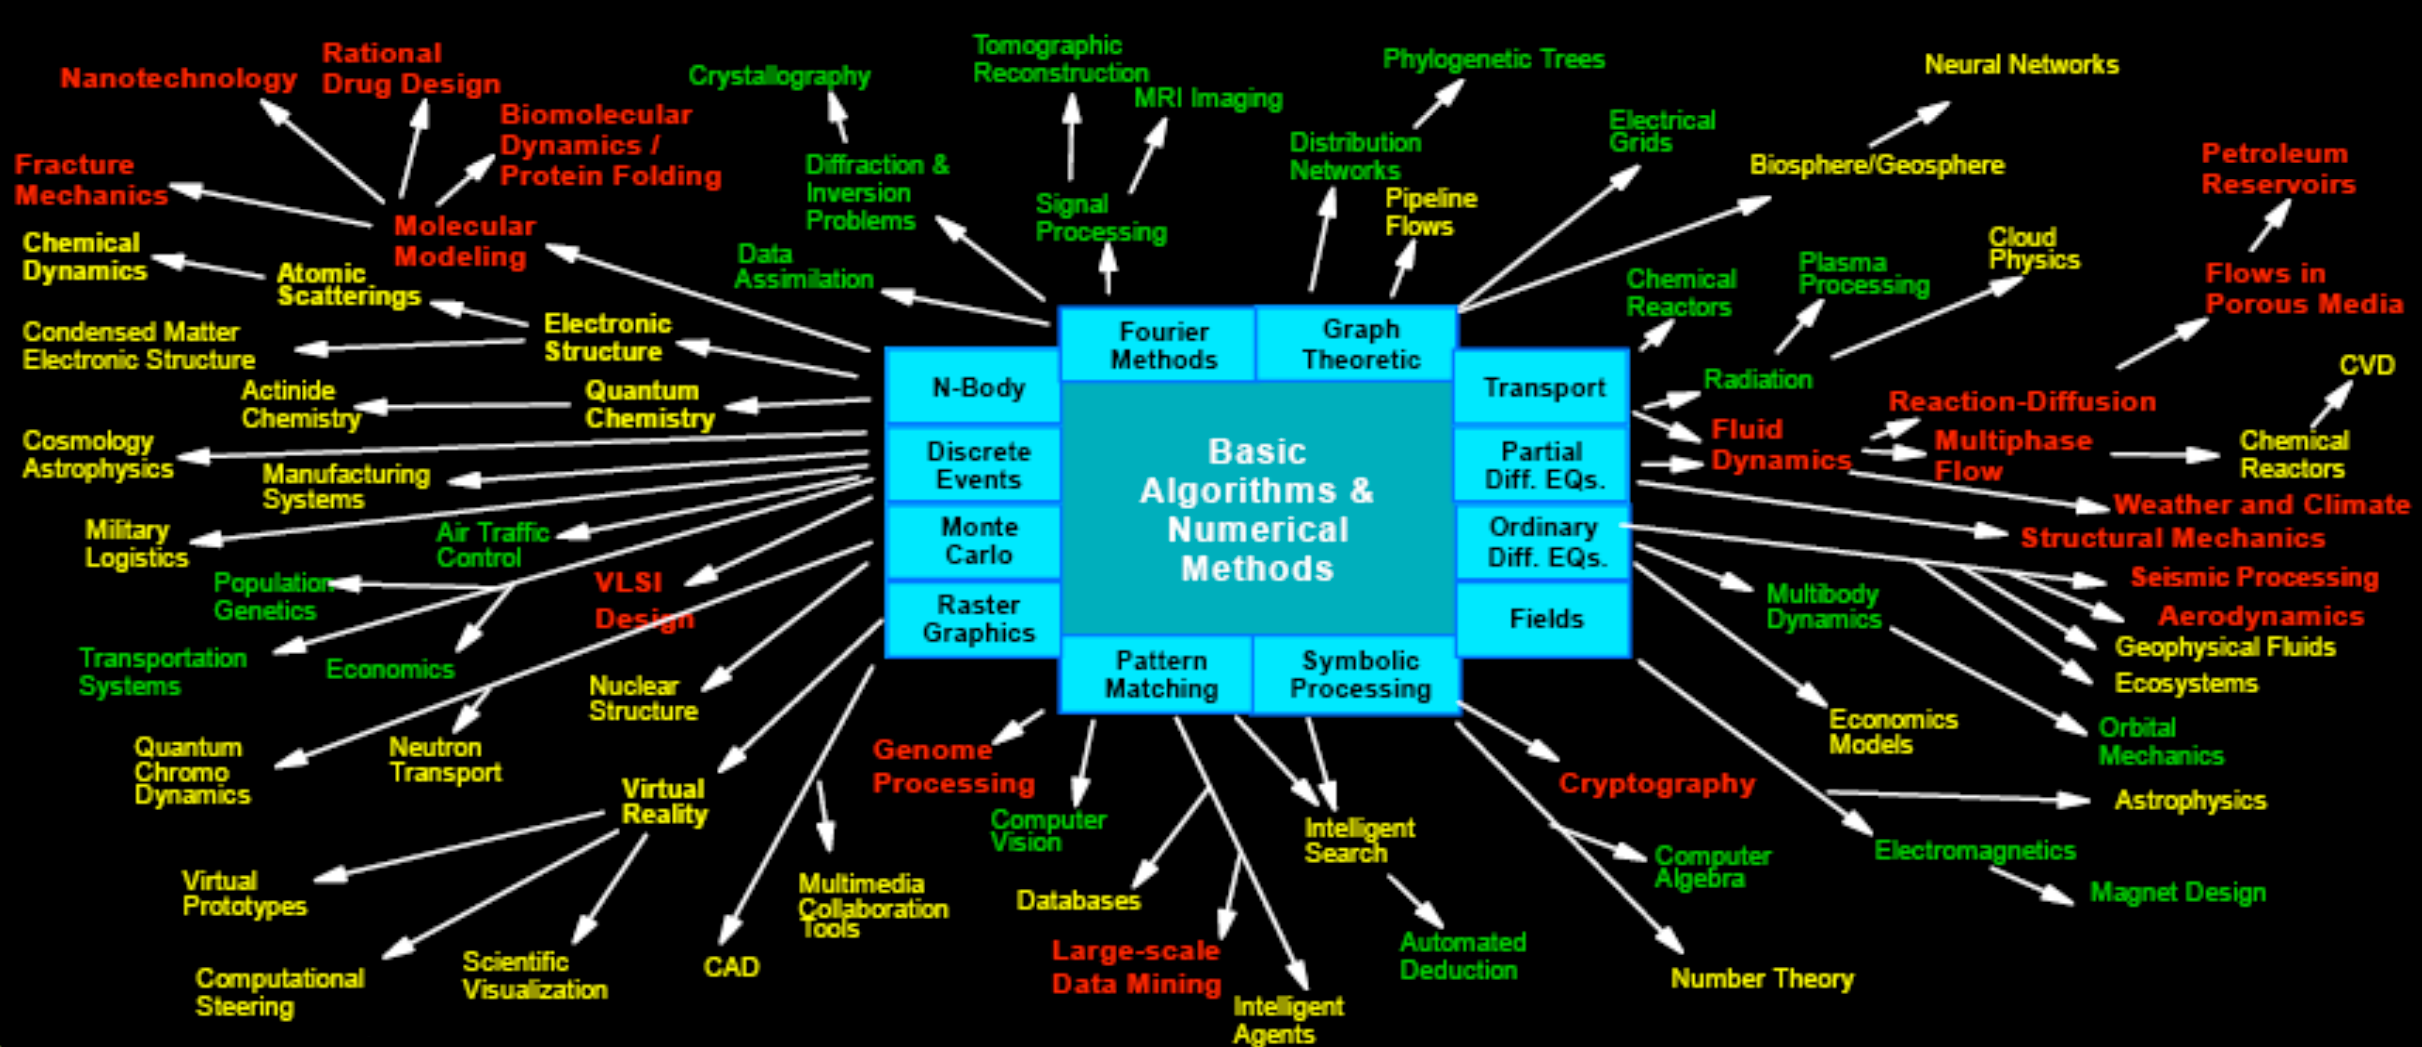 Nanotechnology
Rational
Drug Design
Biomolecular
Dynamics /
Protein Folding
Fracture
Mechanics
Molecular
Modeling
Chemical
Dynamics
Atomic
Scatterings
Condensed Matter
Electronic Structure
Electronic
Structure
Actinide
Chemistry
Quantum
Chemistry
Cosmology
Astrophysics
Manufacturing
Systems
Military
Logistics
Air Traffic
Control
Population
Genetics
VLSI
Design
Transportation
Systems
Economics
Nuclear
Structure
Quantum
Chromo
Dynamics
Neutron
Transport
Virtual
Reality
Virtual
Prototypes
Computational
Steering
Scientific
Visualization
CAD
Multimedia
Collaboration
Tools
Crystallography
Diffraction &
Inversion
Problems
Data
Assimilation
Tomographic
Reconstruction
MRI Imaging
Signal
Processing
Phylogenetic Trees
Distribution
Networks
Pipeline
Flows
Electrical
Grids
Neural Networks
Biosphere/Geosphere
Fourier
Methods
Graph
Theoretic
N-Body
Discrete
Events
Monte
Carlo
Raster
Graphics
Basic
Algorithms &
Numerical
Methods
Transport
Partial
Diff. EQs.
Ordinary
Diff. EQs.
Fields
Pattern
Matching
Symbolic
Processing
Chemical
Reactors
Plasma
Processing
Cloud
Physics
Petroleum
Reservoirs
Flows in
Porous Media
Radiation
CVD
Reaction-Diffusion
Fluid
Dynamics
Multiphase
Flow
Chemical
Reactors
Weather and Climate
Structural Mechanics
Seismic Processing
Aerodynamics
Geophysical Fluids
Ecosystems
Multibody
Dynamics
Economics
Models
Orbital
Mechanics
Astrophysics
Electromagnetics
Magnet Design
Genome
Processing
Computer
Vision
Databases
Large-scale
Data Mining
Intelligent
Agents
Intelligent
Search
Automated
Deduction
Cryptography
Computer
Algebra
Number Theory